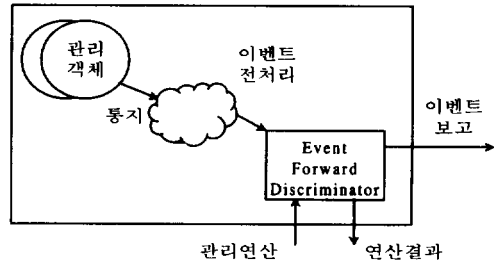 관리
객체
이벤트
전처리
통지
이벤트
보고
Event
Forward
Discriminator
관리연산
연산결과